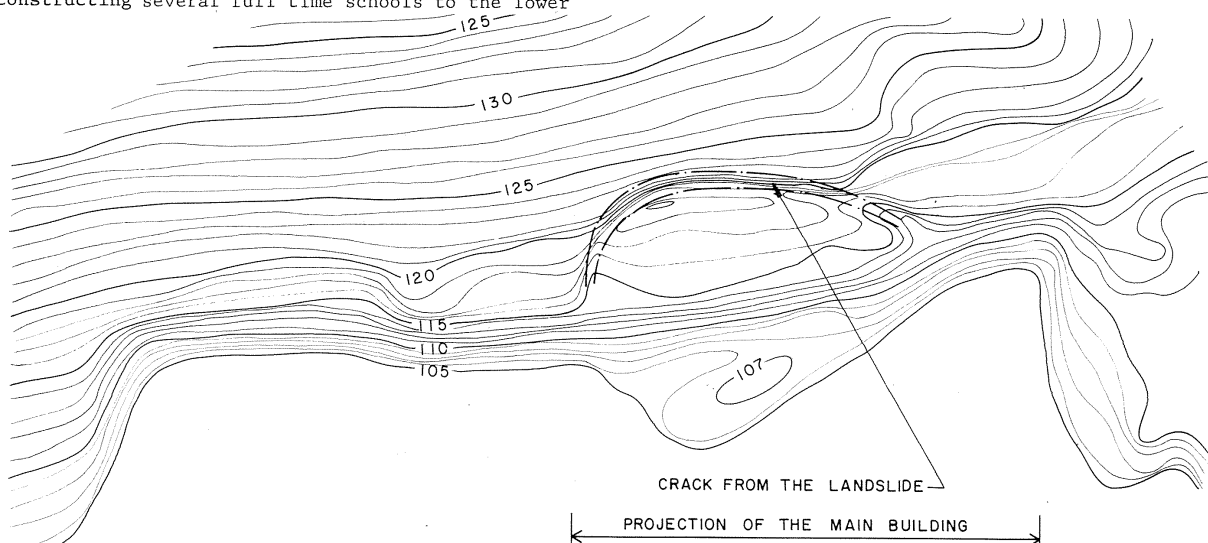 constructing several full time schools to the lower
125
130
125
120
115
110
105
107
CRACK FROM THE LANDSLIDE
PROJECTION OF THE MAIN BUILDING